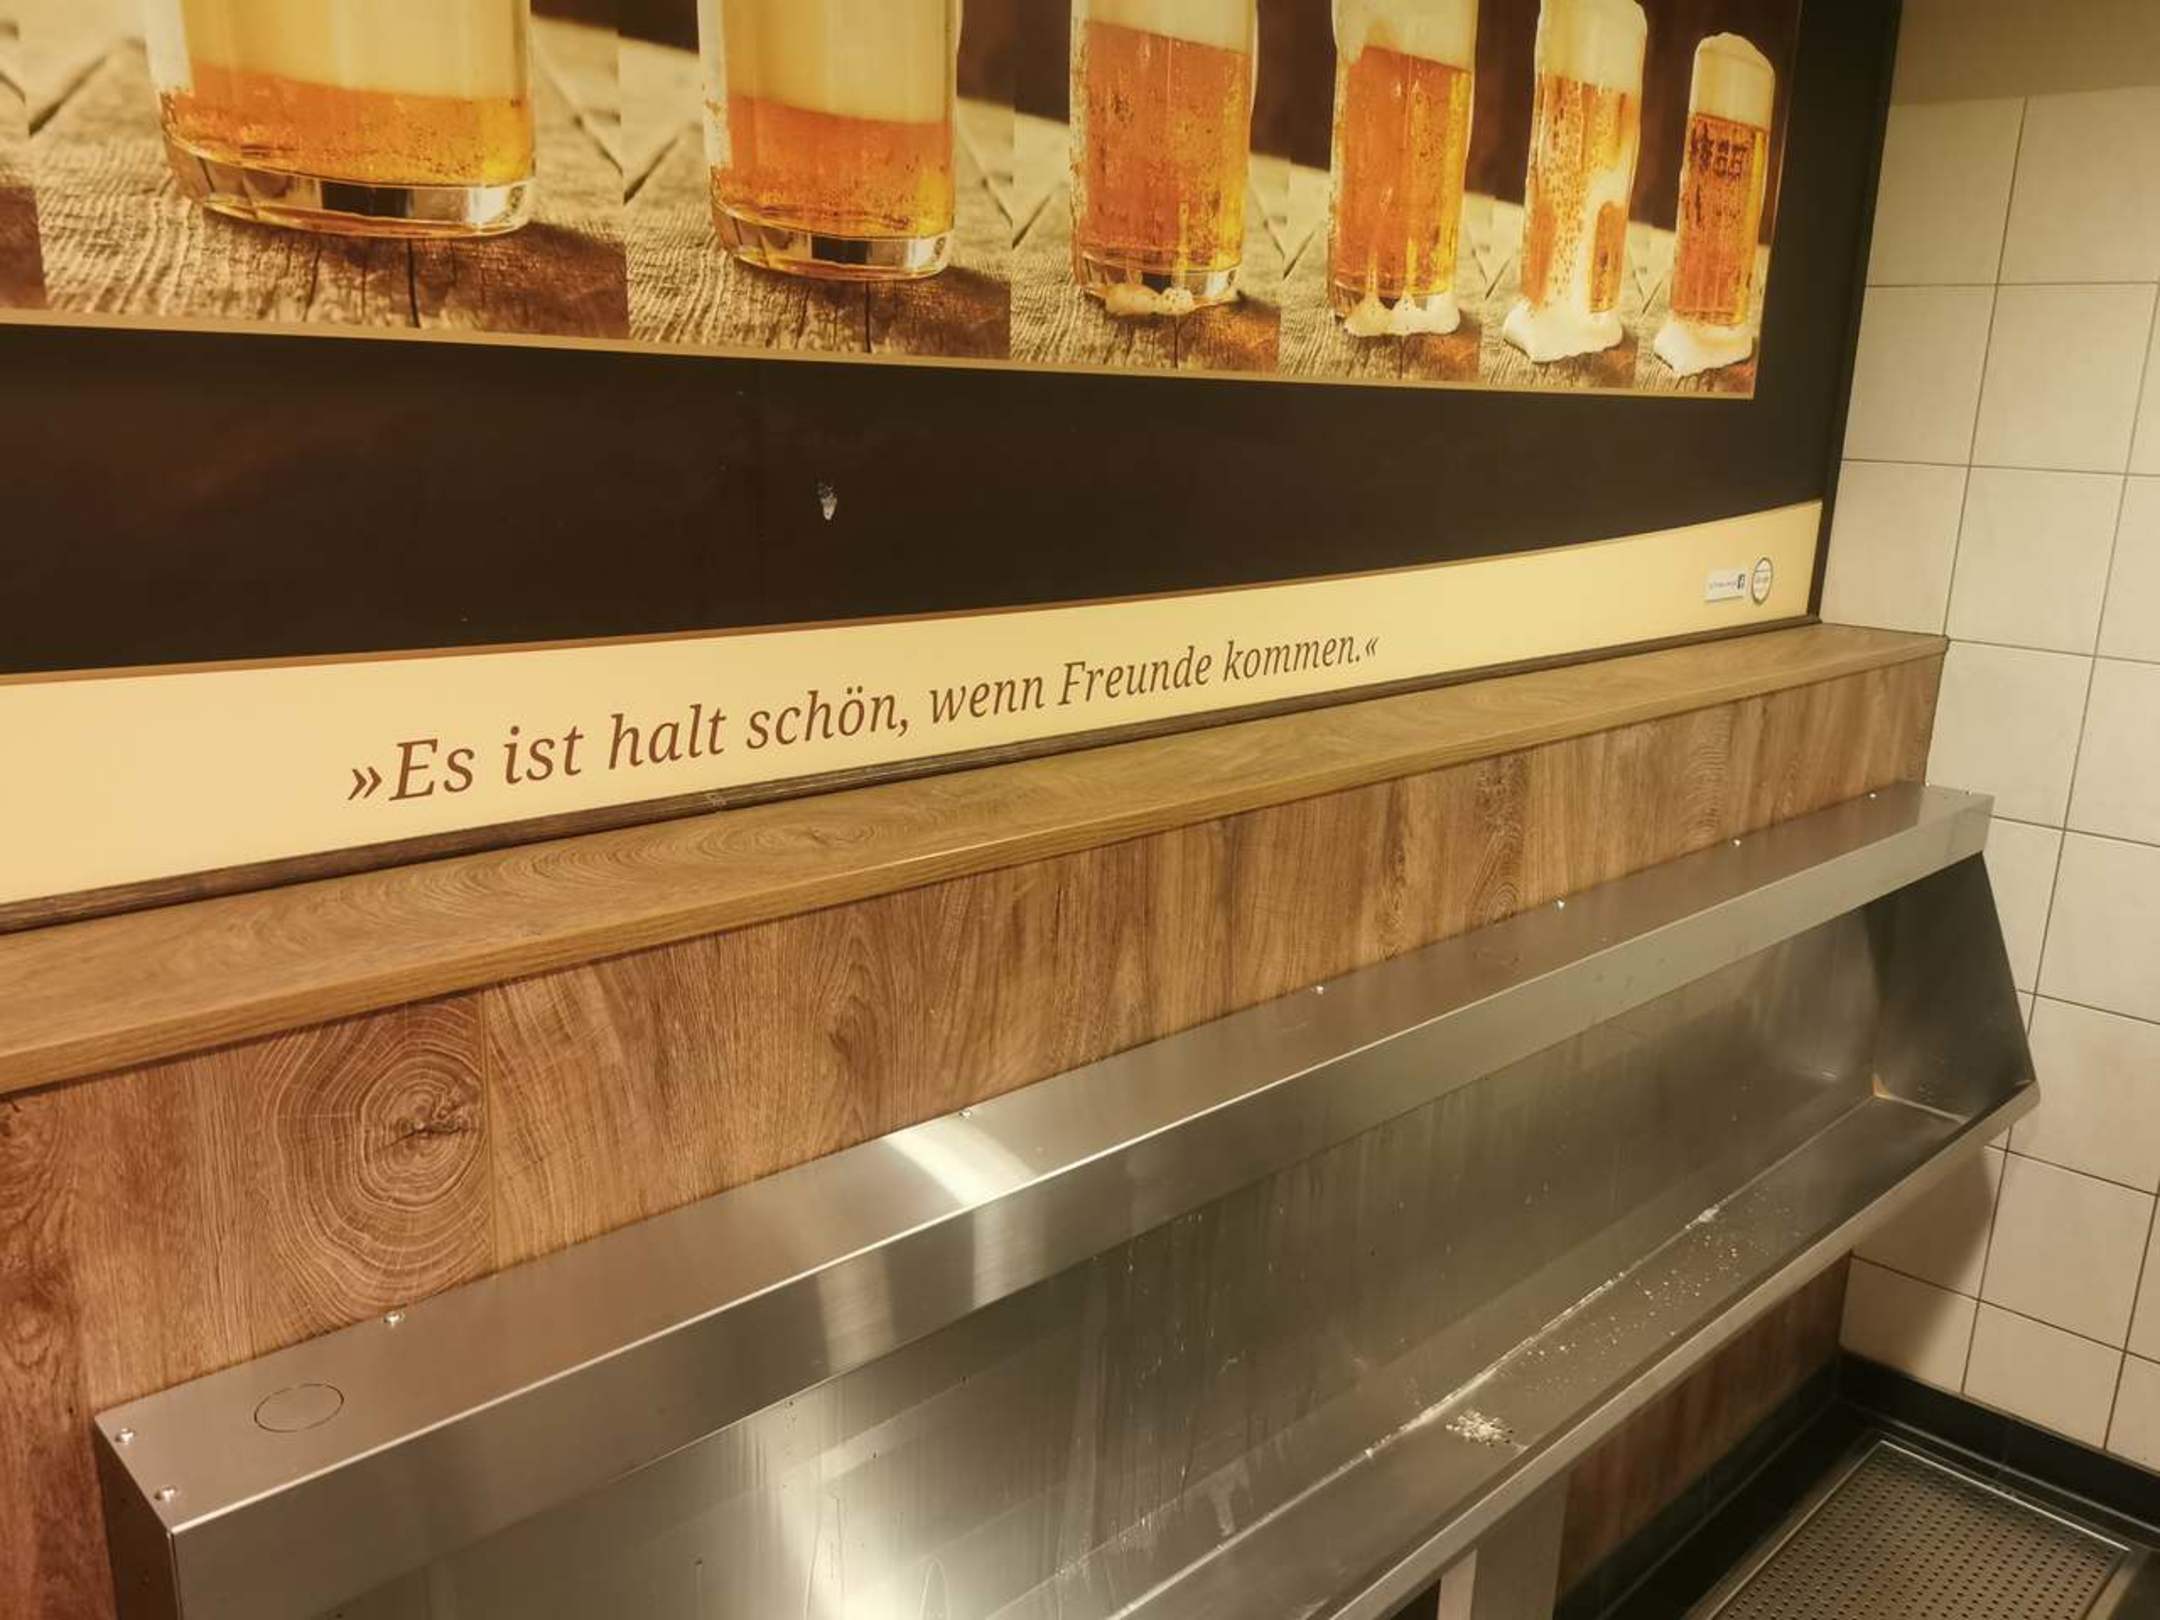 »Es ist halt schön, wenn Freunde kommen.«